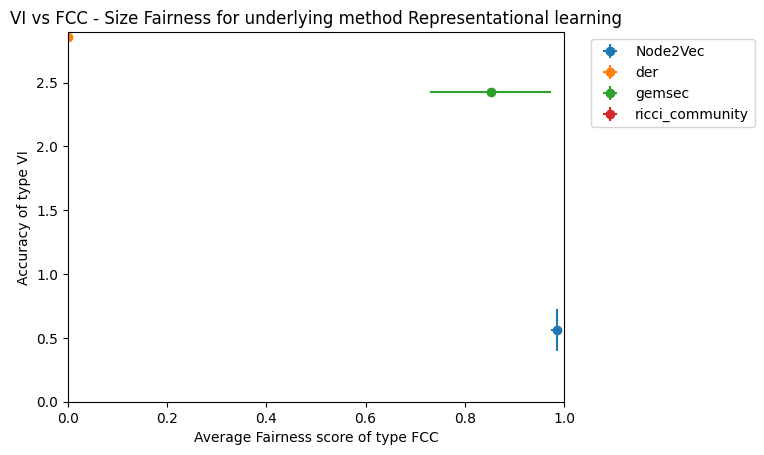 VI vs FCC - Size Fairness for underlying method Representational learning
Node2Vec
der
gemsec
ricci_community
Accuracy of type VI
2.5
2.0
1.5
1.0
0.5
0.0
0.0 0.2 0.4 0.6 0.8 1.0
Average Fairness score of type FCC